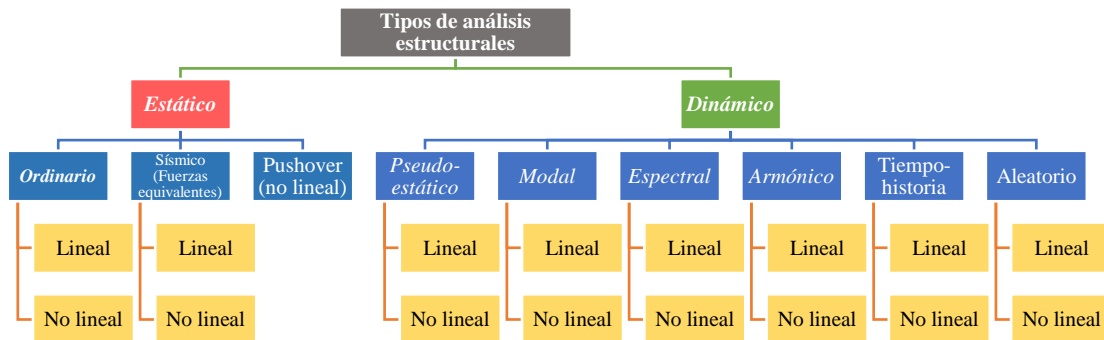 Tipos de análisis
estructurales
Estático
Dinámico
Ordinario
Sísmico
(Fuerzas
equivalentes)
Pushover
(no lineal)
Pseudo-
estático
Modal
Espectral
Armónico
Tiempo-
historia
Aleatorio
Lineal
Lineal
Lineal
Lineal
Lineal
Lineal
Lineal
Lineal
No lineal
No lineal
No lineal
No lineal
No lineal
No lineal
No lineal
No lineal